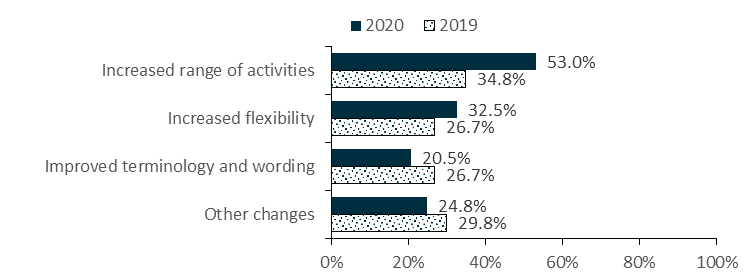 2020 2019
Increased range of activities 53.0%
34.8%
Increased flexibility 32.5%
26.7%
Improved terminology and wording 20.5%
26.7%
Other changes 24.8%
29.8%
0% 20% 40% 60% 80% 100%